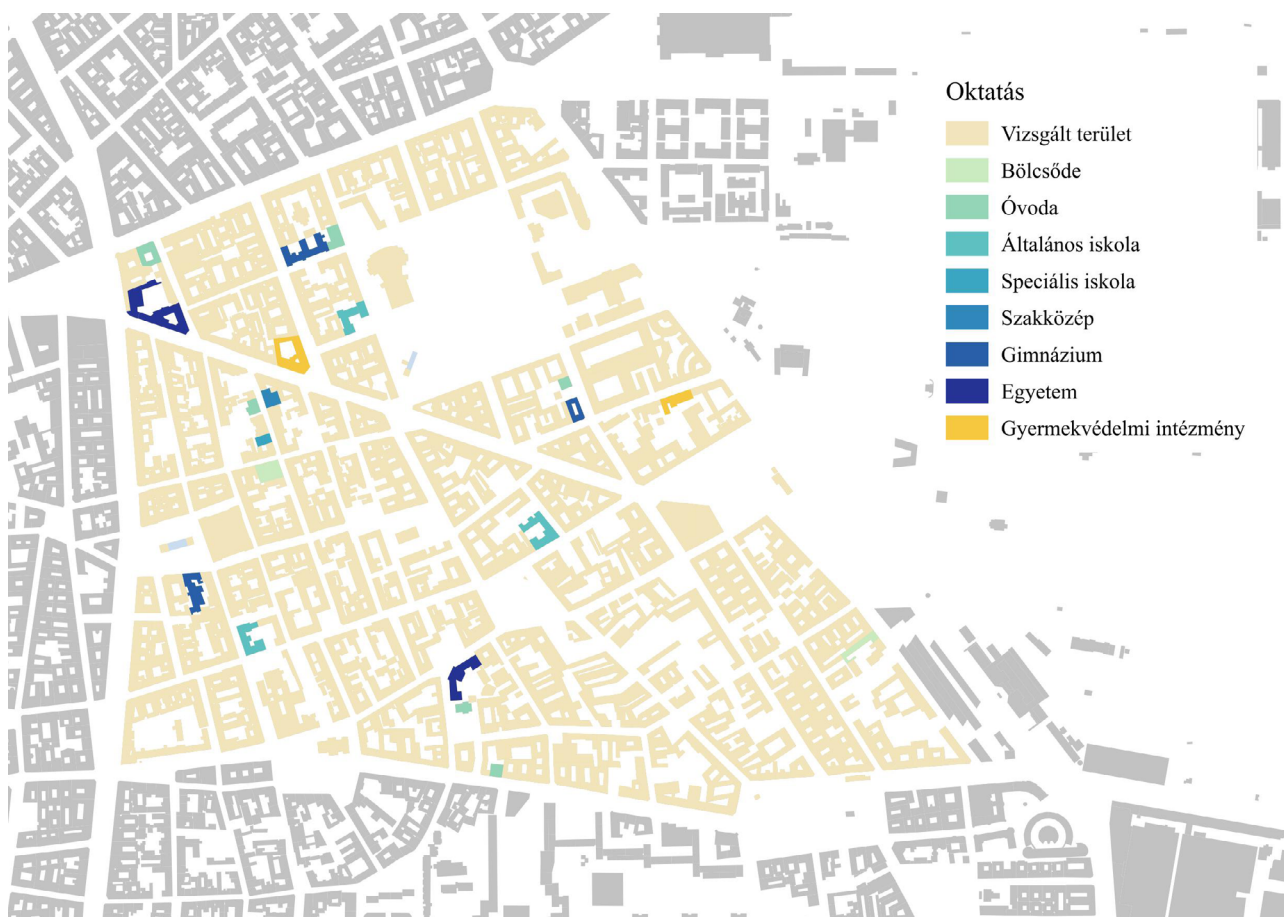 Oktatás
Vizsgált terület
Bölcsőde
Óvoda
Általános iskola
Speciális iskola
Szakközép
Gimnázium
Egyetem
Gyermekvédelmi intézmény